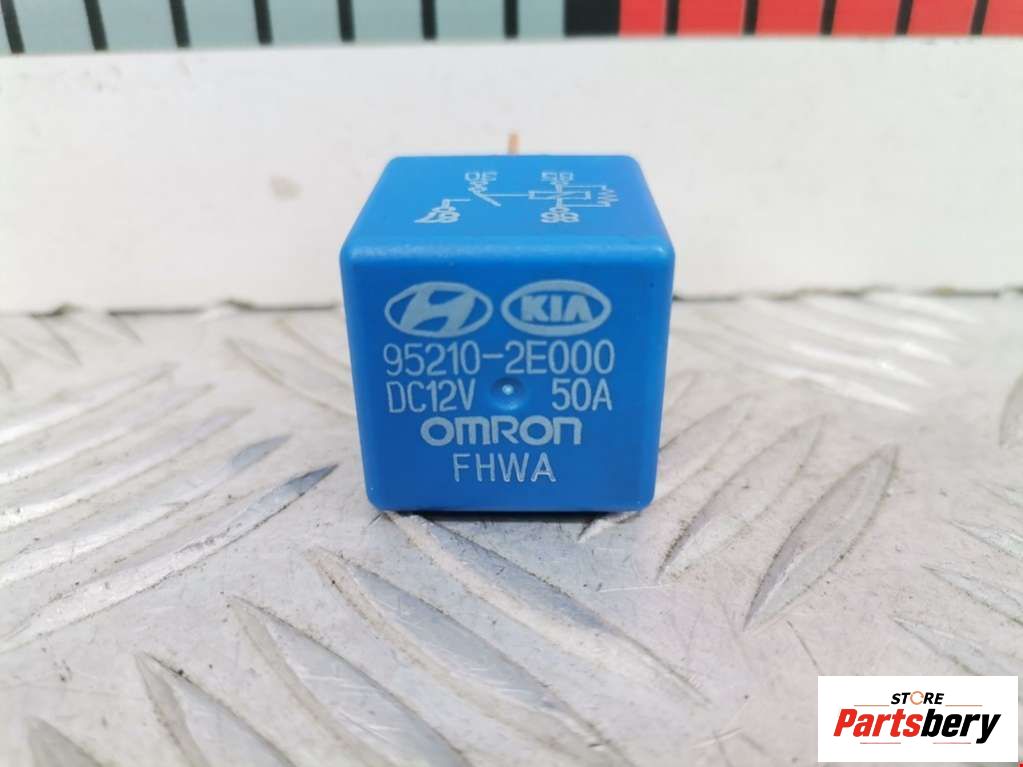 KIA
95210-2E000
DC12V 50A
OMRON
FHWA
STORE
Partsbery